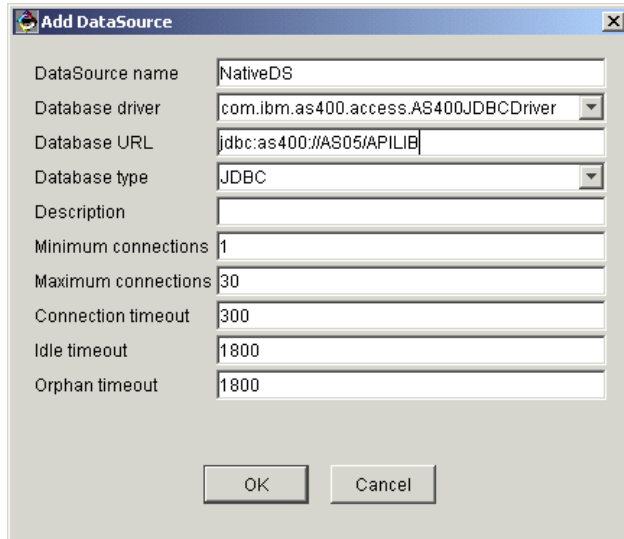 Add DataSource
DataSource name NativeDS
Database driver com.ibm.as400.access.AS400JDBCDriver
Database URL jdbc:as400://AS05/APILIB
Database type JDBC
Description
Minimum connections 1
Maximum connections 30
Connection timeout 300
Idle timeout 1800
Orphan timeout 1800
OK Cancel